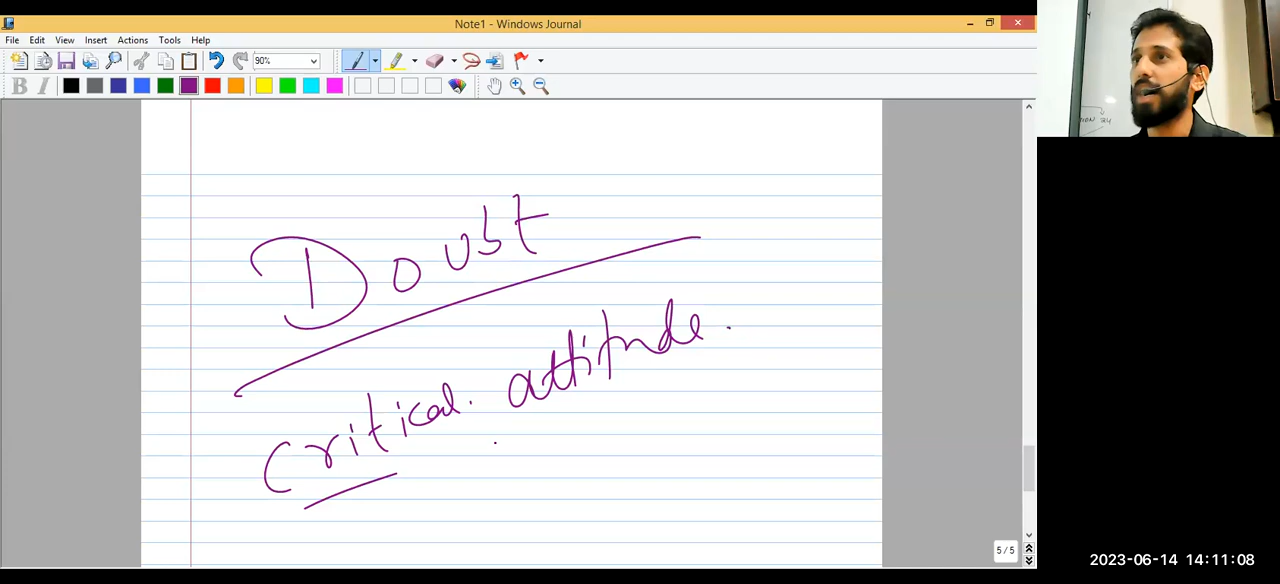 Note1 - Windows Journal
File Edit View Insert Actions Tools Help
90%
B I
Doubt
Critical. attitude.
5 / 5
2023-06-14 14:11:08